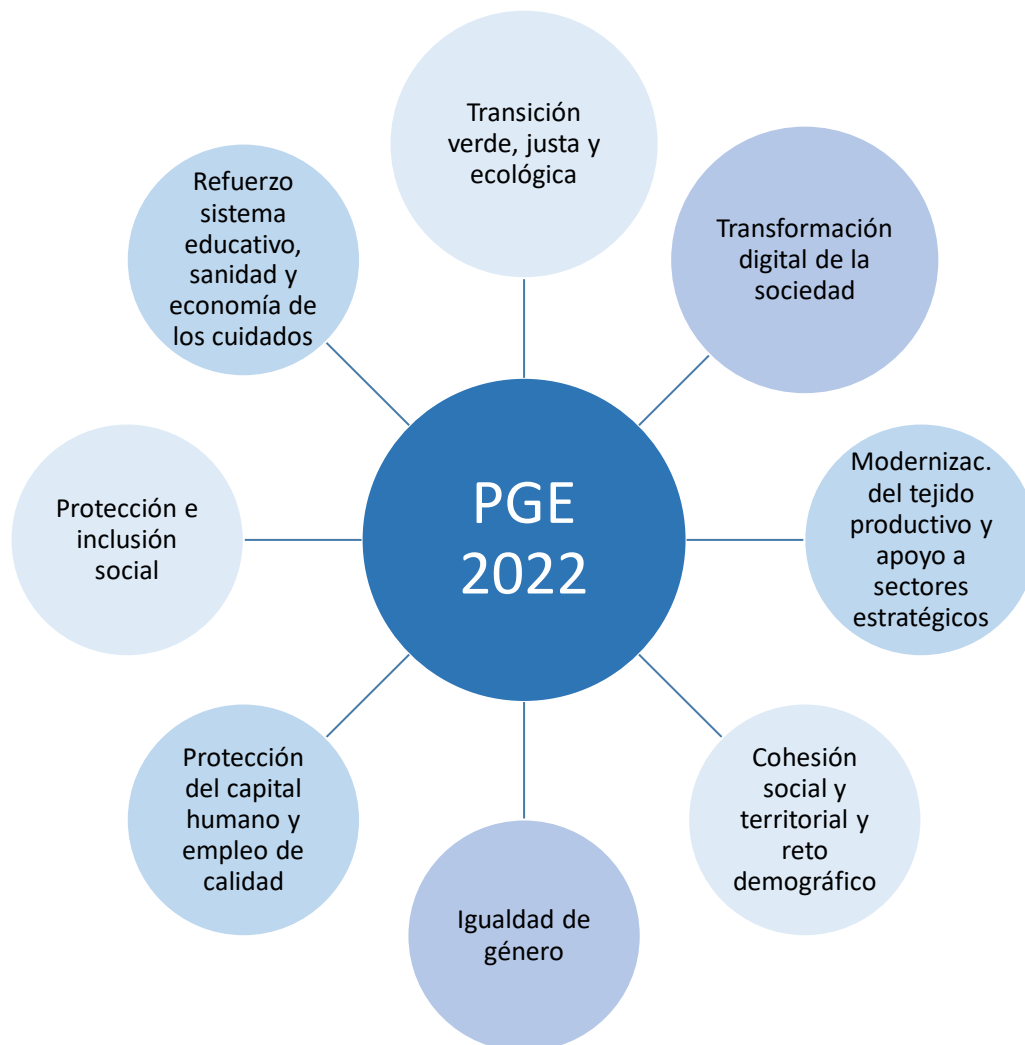 Transición
verde, justa y
ecológica
Transformación
digital de la
sociedad
Modernizac.
del tejido
productivo y
apoyo a
sectores
estratégicos
Cohesión
social y
territorial y
reto
demográfico
Igualdad de
género
Protección
del capital
humano y
empleo de
calidad
Protección e
inclusión
social
Refuerzo
sistema
educativo,
sanidad y
economía de
los cuidados
PGE
2022